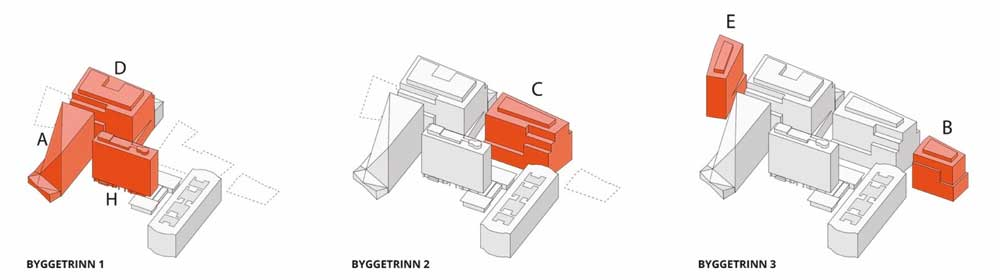 E
D
C
A
B
H
BYGGETRINN 1
BYGGETRINN 2
BYGGETRINN 3